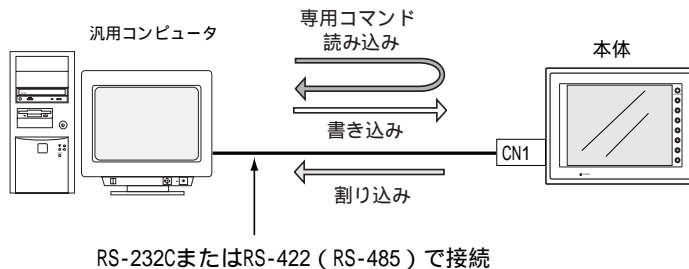 専用コマンド
読み込み
汎用コンピュータ
本体
書き込み
CN1
割り込み
RS-232CまたはRS-422（RS-485）で接続